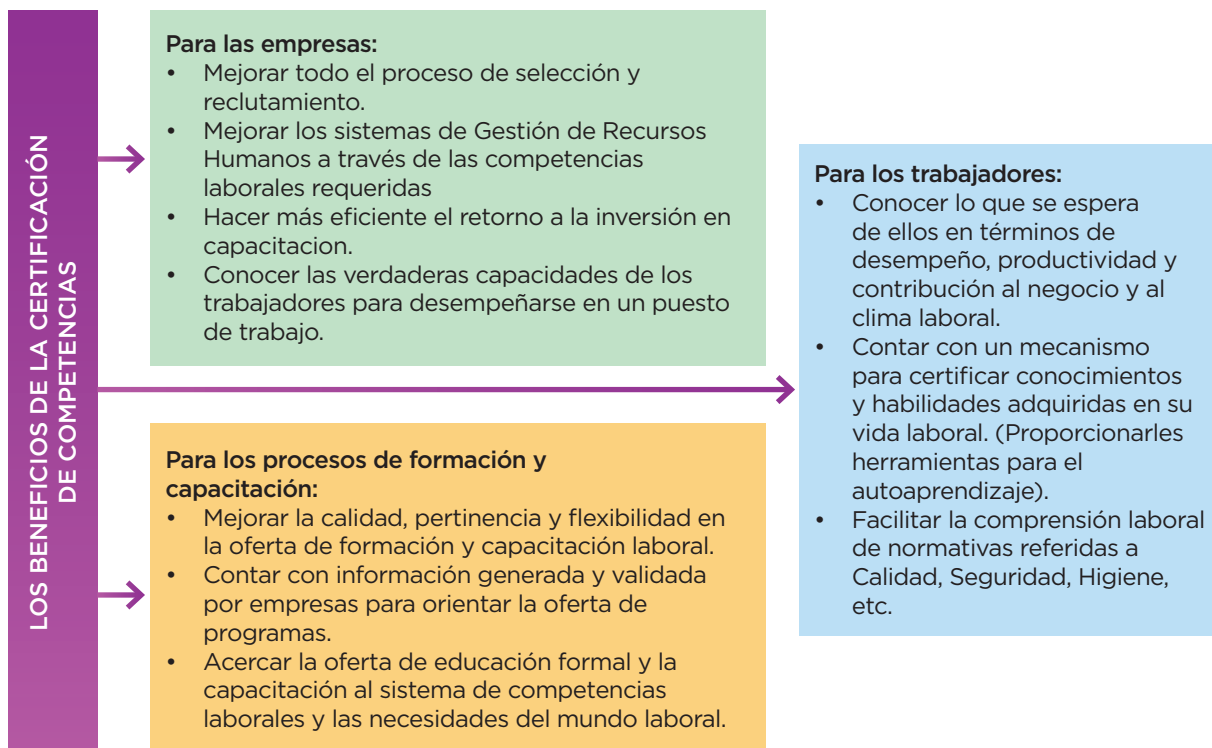 LOS BENEFICIOS DE LA CERTIFICACIÓN
DE COMPETENCIAS
Para las empresas:
• Mejorar todo el proceso de selección y
reclutamiento.
• Mejorar los sistemas de Gestión de Recursos
Humanos a través de las competencias
laborales requeridas
• Hacer más eficiente el retorno a la inversión en
capacitacion.
• Conocer las verdaderas capacidades de los
trabajadores para desempeñarse en un puesto
de trabajo.
Para los procesos de formación y
capacitación:
• Mejorar la calidad, pertinencia y flexibilidad en
la oferta de formación y capacitación laboral.
• Contar con información generada y validada
por empresas para orientar la oferta de
programas.
• Acercar la oferta de educación formal y la
capacitación al sistema de competencias
laborales y las necesidades del mundo laboral.
Para los trabajadores:
• Conocer lo que se espera
de ellos en términos de
desempeño, productividad y
contribución al negocio y al
clima laboral.
• Contar con un mecanismo
para certificar conocimientos
y habilidades adquiridas en su
vida laboral. (Proporcionarles
herramientas para el
autoaprendizaje).
• Facilitar la comprensión laboral
de normativas referidas a
Calidad, Seguridad, Higiene,
etc.